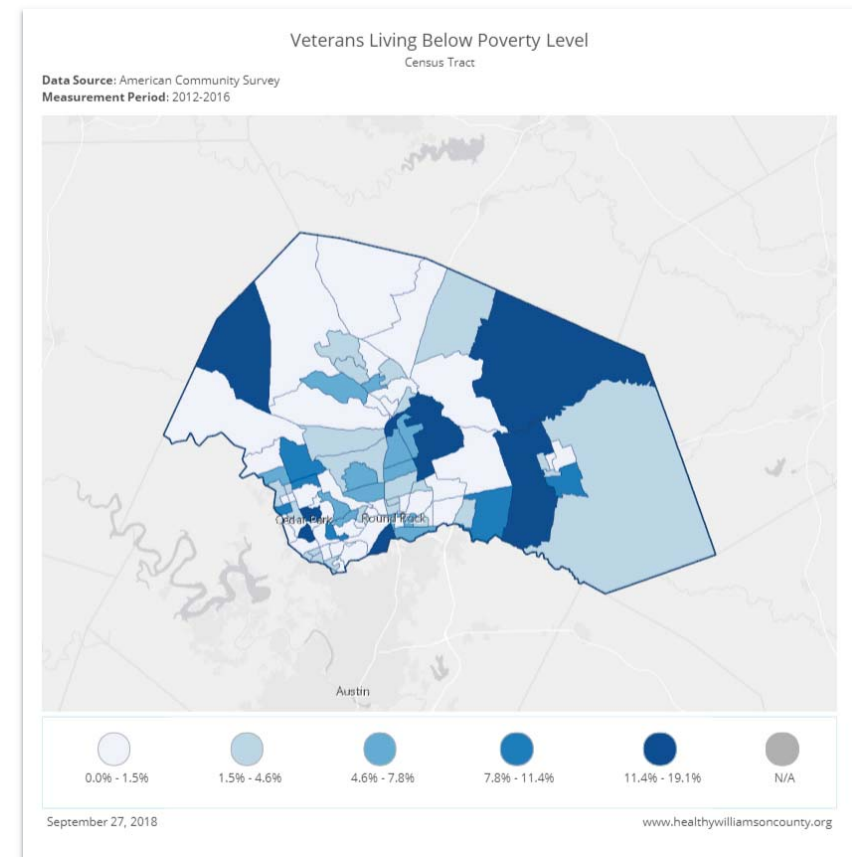 Veterans Living Below Poverty Level
Census Tract
Data Source: American Community Survey
Measurement Period: 2012-2016
Cedar Park
Round Rock
Austin
0.0% - 1.5%
1.5% - 4.6%
4.6% - 7.8%
7.8% - 11.4%
11.4% - 19.1%
N/A
September 27, 2018
www.healthywilliamsoncounty.org